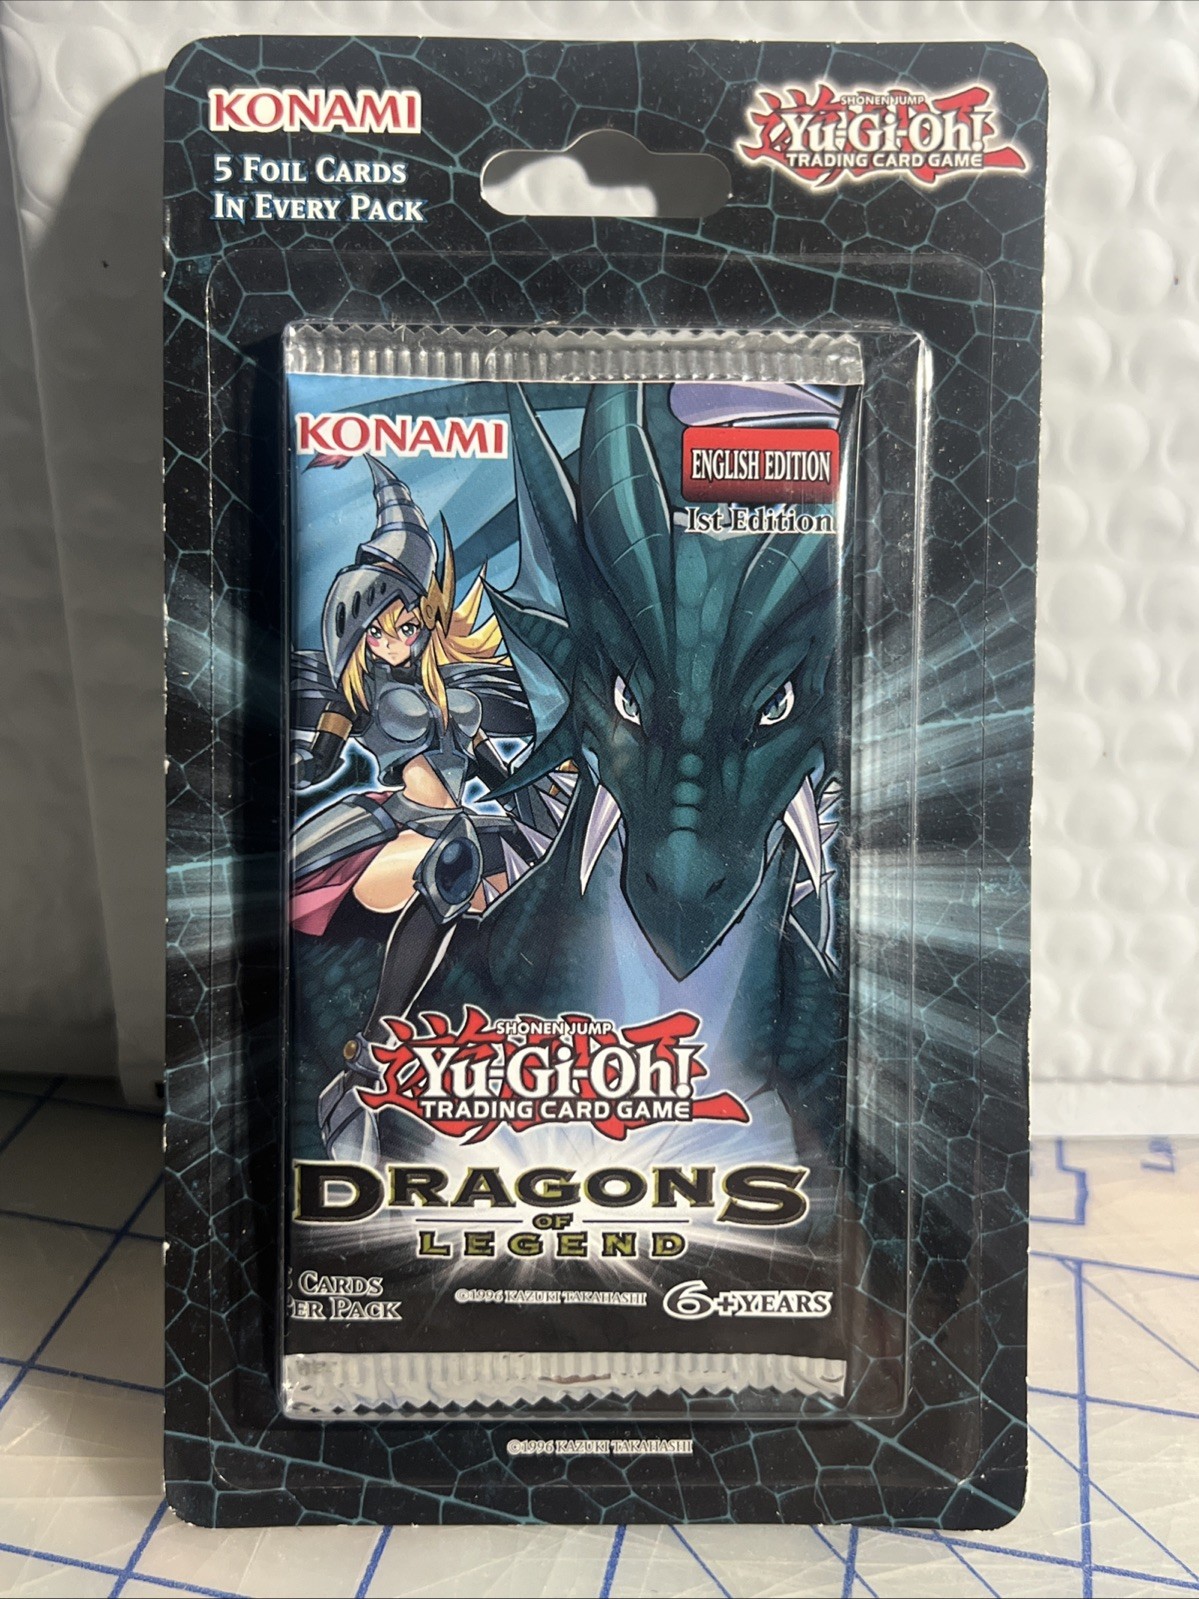 KONAMI
5 FOIL CARDS
IN EVERY PACK
SHONEN JUMP
Yu-Gi-Oh!
TRADING CARD GAME
KONAMI
ENGLISH EDITION
1st Edition
SHONEN JUMP
Yu-Gi-Oh!
TRADING CARD GAME
DRAGONS
OF
LEGEND
CARDS
PER PACK
©1996 KAZUKI TAKAHASHI
6+YEARS
©1996 KAZUKI TAKAHASHI